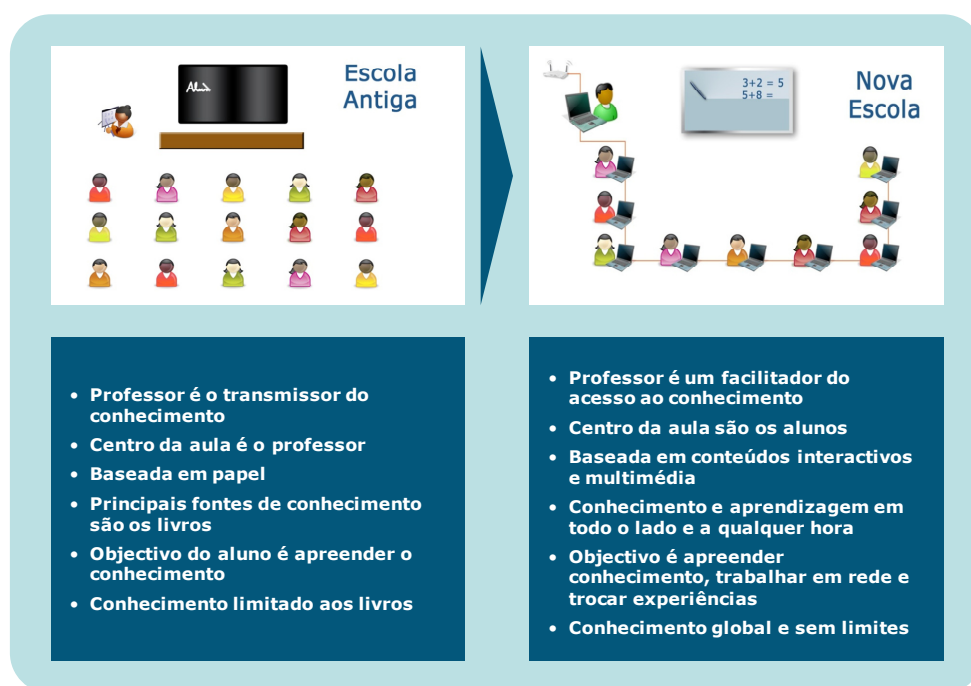 Escola
Antiga
3+2 = 5
5+8 =
Nova
Escola
• Professor é o transmissor do
conhecimento
• Centro da aula é o professor
• Baseada em papel
• Principais fontes de conhecimento
são os livros
• Objectivo do aluno é apreender o
conhecimento
• Conhecimento limitado aos livros
• Professor é um facilitador do
acesso ao conhecimento
• Centro da aula são os alunos
• Baseada em conteúdos interactivos
e multimédia
• Conhecimento e aprendizagem em
todo o lado e a qualquer hora
• Objectivo é apreender
conhecimento, trabalhar em rede e
trocar experiências
• Conhecimento global e sem limites